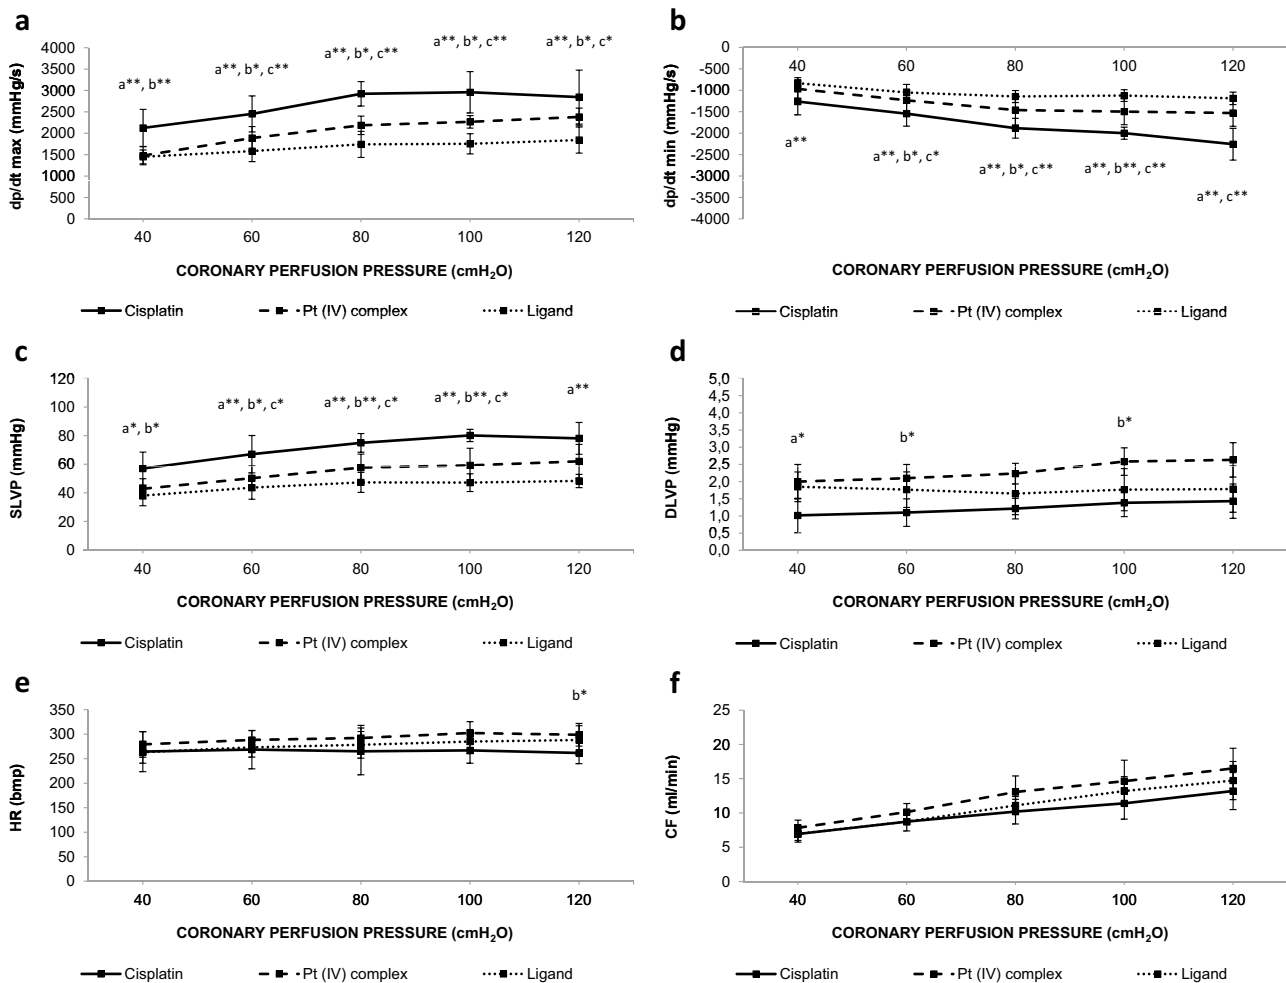 a
dp/dt max (mmHg/s)
4000
3500
3000
2500
2000
1500
1000
500
0
a**, b**
a**, b*, c**
a**, b*, c**
a**, b*, c**
a**, b*, c*
40 60 80 100 120
CORONARY PERFUSION PRESSURE (cmH₂O)
Cisplatin Pt (IV) complex Ligand
b
dp/dt min (mmHg/s)
0
-500
-1000
-1500
-2000
-2500
-3000
-3500
-4000
40 60 80 100 120
a**
a**, b*, c*
a**, b*, c**
a**, b**, c**
a**, c**
CORONARY PERFUSION PRESSURE (cmH₂O)
Cisplatin Pt (IV) complex Ligand
c
SLVP (mmHg)
120
100
80
60
40
20
0
a*, b*
a**, b*, c*
a**, b**, c*
a**, b**, c*
a**
40 60 80 100 120
CORONARY PERFUSION PRESSURE (cmH₂O)
Cisplatin Pt (IV) complex Ligand
d
DLVP (mmHg)
5,0
4,5
4,0
3,5
3,0
2,5
2,0
1,5
1,0
0,5
0,0
a*
b*
b*
40 60 80 100 120
CORONARY PERFUSION PRESSURE (cmH₂O)
Cisplatin Pt (IV) complex Ligand
e
HR (bmp)
350
300
250
200
150
100
50
0
b*
40 60 80 100 120
CORONARY PERFUSION PRESSURE (cmH₂O)
Cisplatin Pt (IV) complex Ligand
f
CF (ml/min)
25
20
15
10
5
0
40 60 80 100 120
CORONARY PERFUSION PRESSURE (cmH₂O)
Cisplatin Pt (IV) complex Ligand